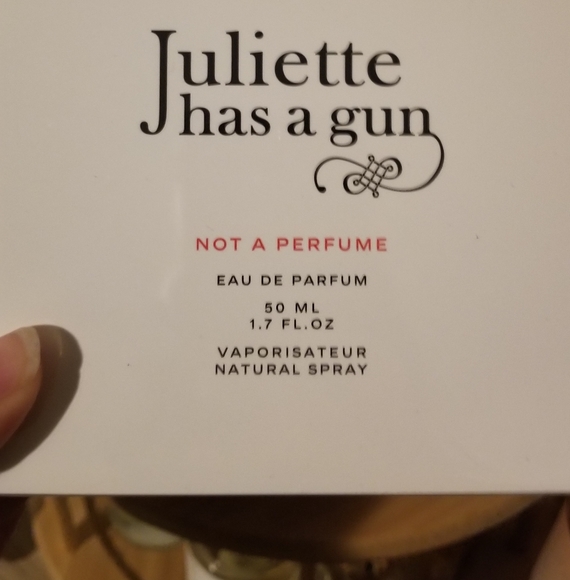 Juliette
has a gun
NOT A PERFUME
EAU DE PARFUM
50 ML
1.7 FL.OZ
VAPORISATEUR
NATURAL SPRAY